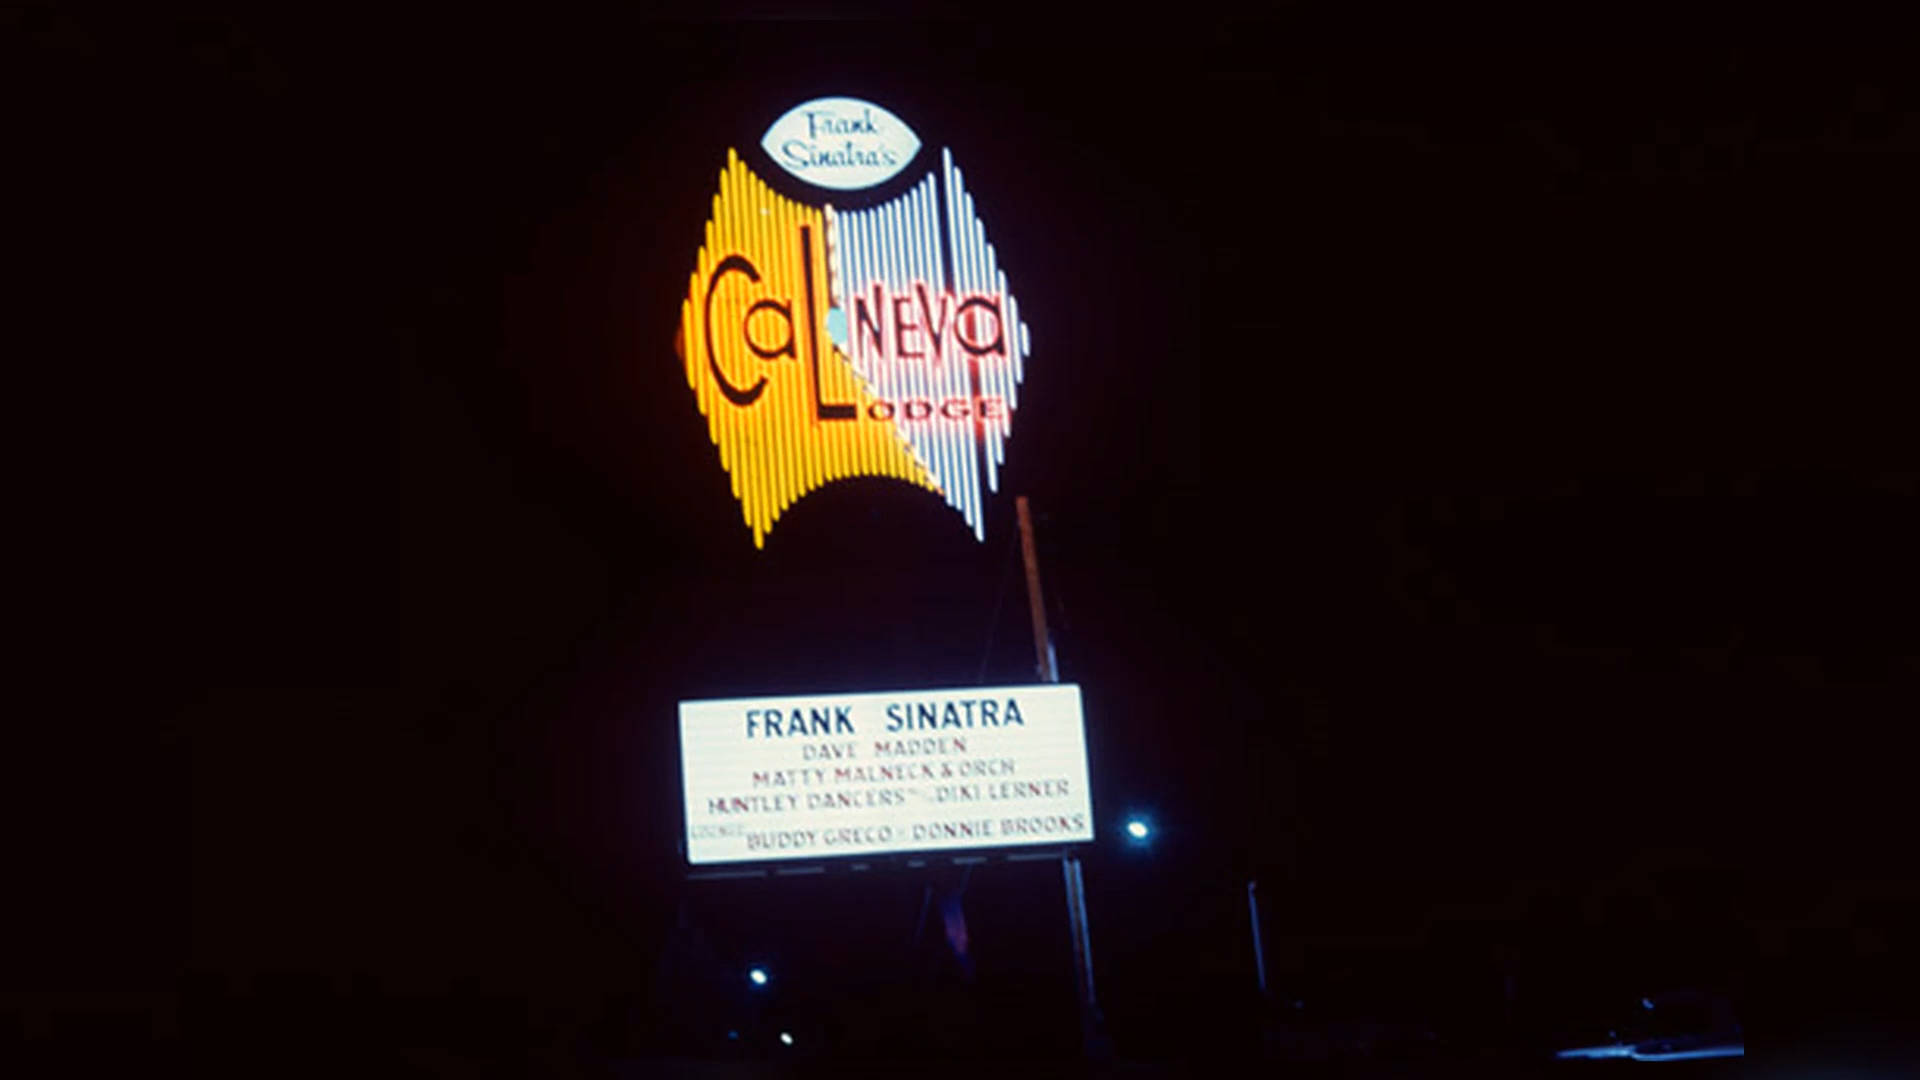 Frank
Sinatra's
CaL NEVa
LODGE
FRANK SINATRA
DAVE MADDEN
MATTY MALNECK & ORCH
HUNTLEY DANCERS DIKI LERNER
BUDDY GRECO - DONNIE BROOKS